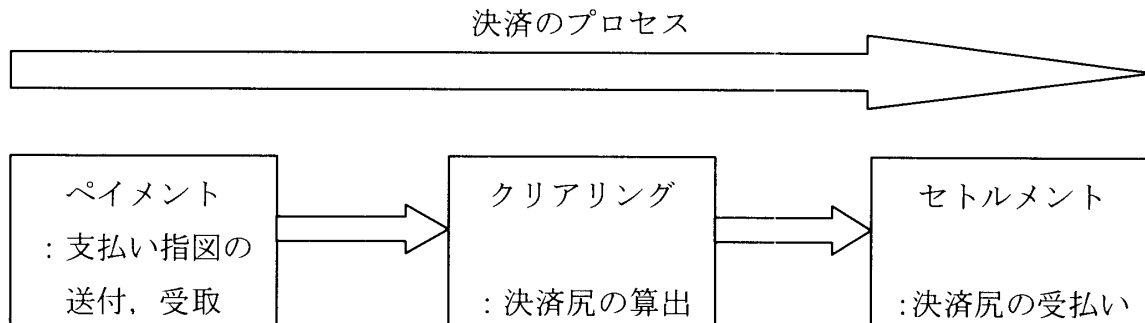 決済のプロセス
ペイメント
:支払い指図の
送付,受取
クリアリング
:決済尻の算出
セトルメント
:決済尻の受払い